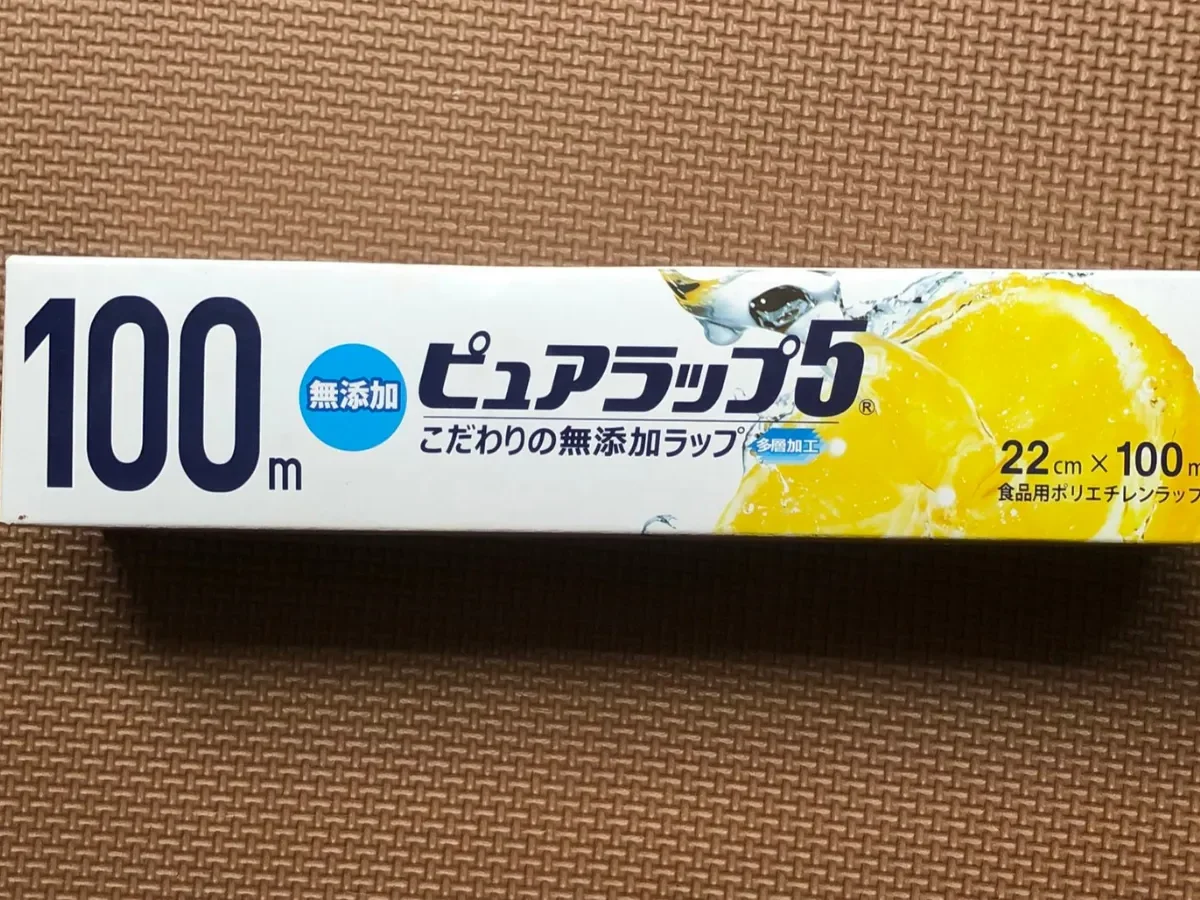 100m
無添加
ピュアラップ5®
こだわりの無添加ラップ
多層加工
22cm×100m
食品用ポリエチレンラップ